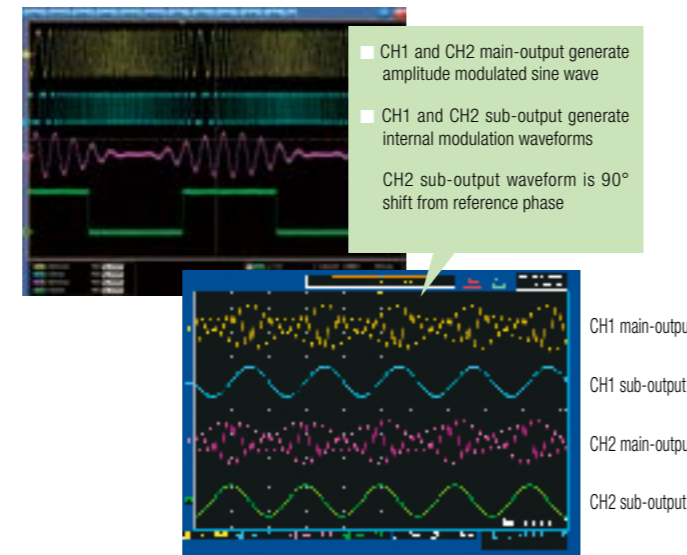 CH1 and CH2 main-output generate
amplitude modulated sine wave
CH1 and CH2 sub-output generate
internal modulation waveforms
CH2 sub-output waveform is 90°
shift from reference phase
CH1 main-outpu
CH1 sub-output
CH2 main-outpu
CH2 sub-output